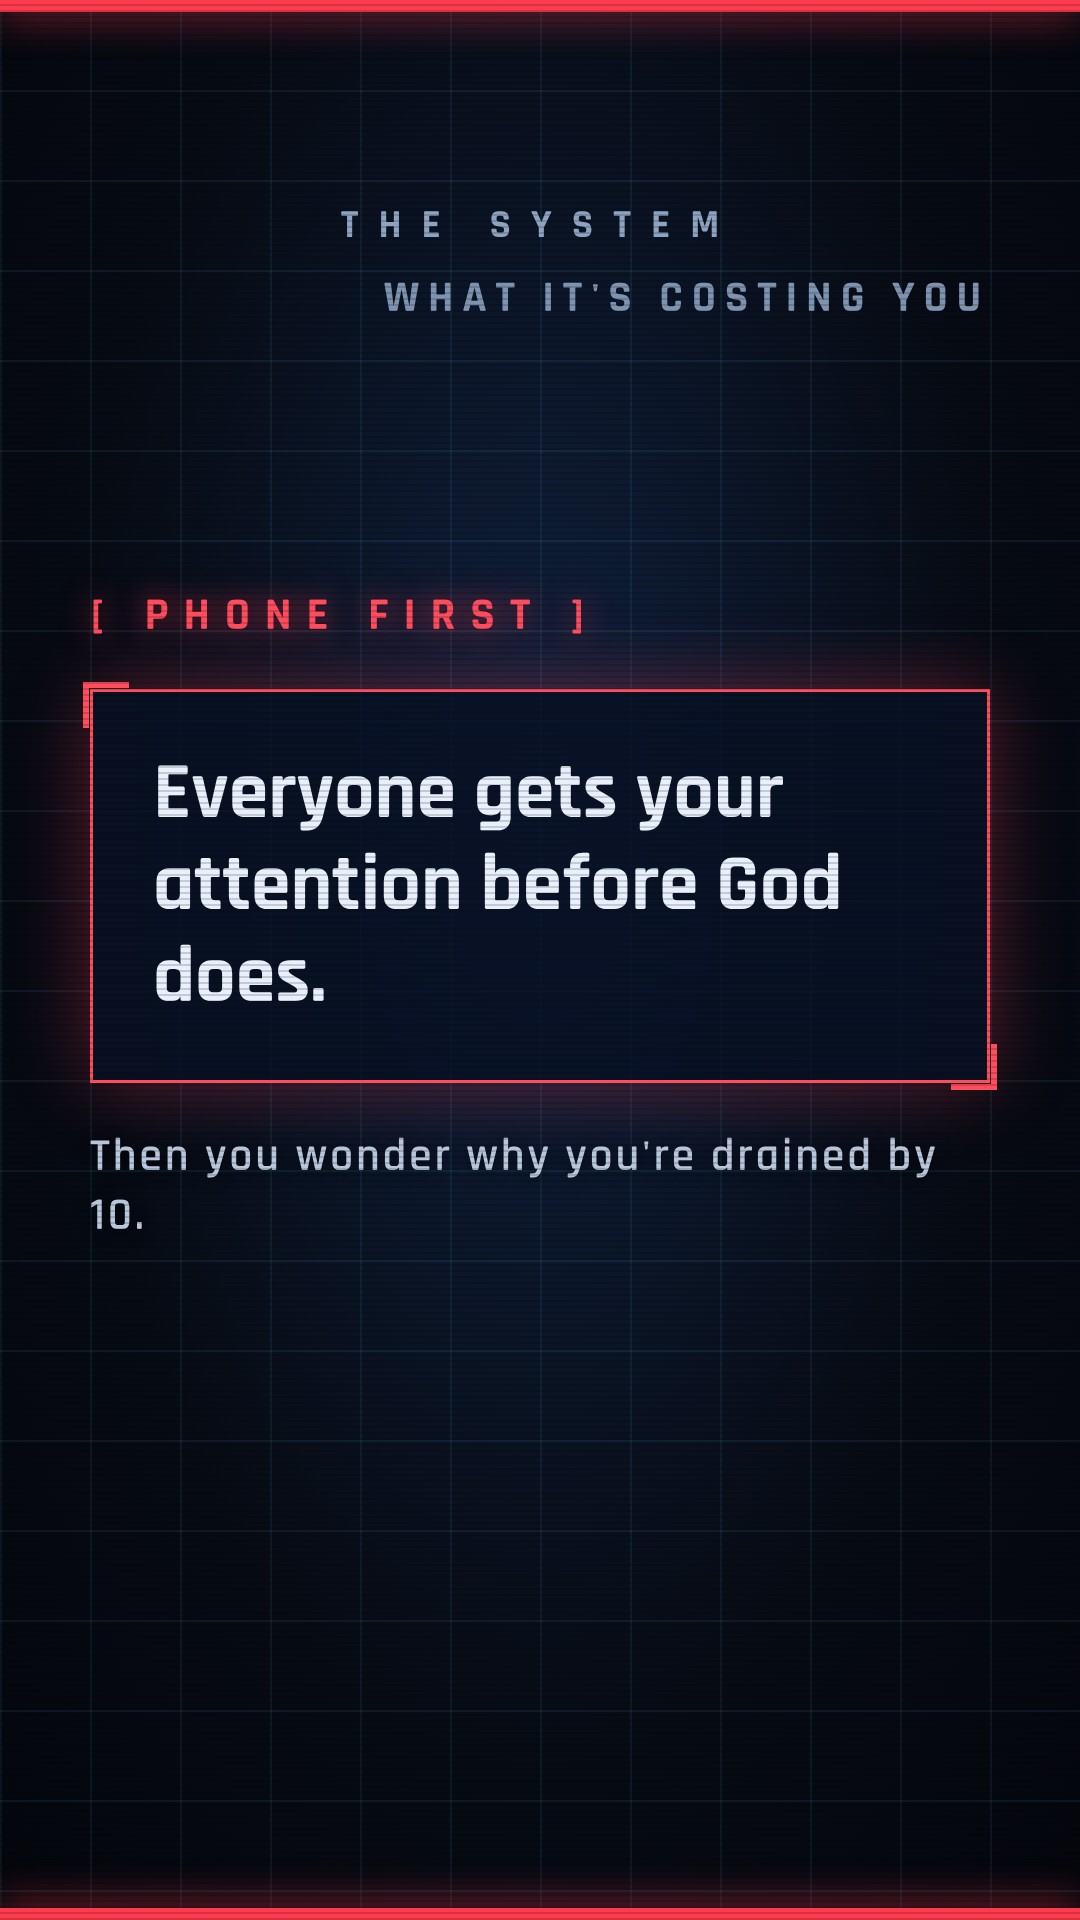 THE SYSTEM
WHAT IT'S COSTING YOU
[ PHONE FIRST ]
Everyone gets your
attention before God
does.
Then you wonder why you're drained by
10.